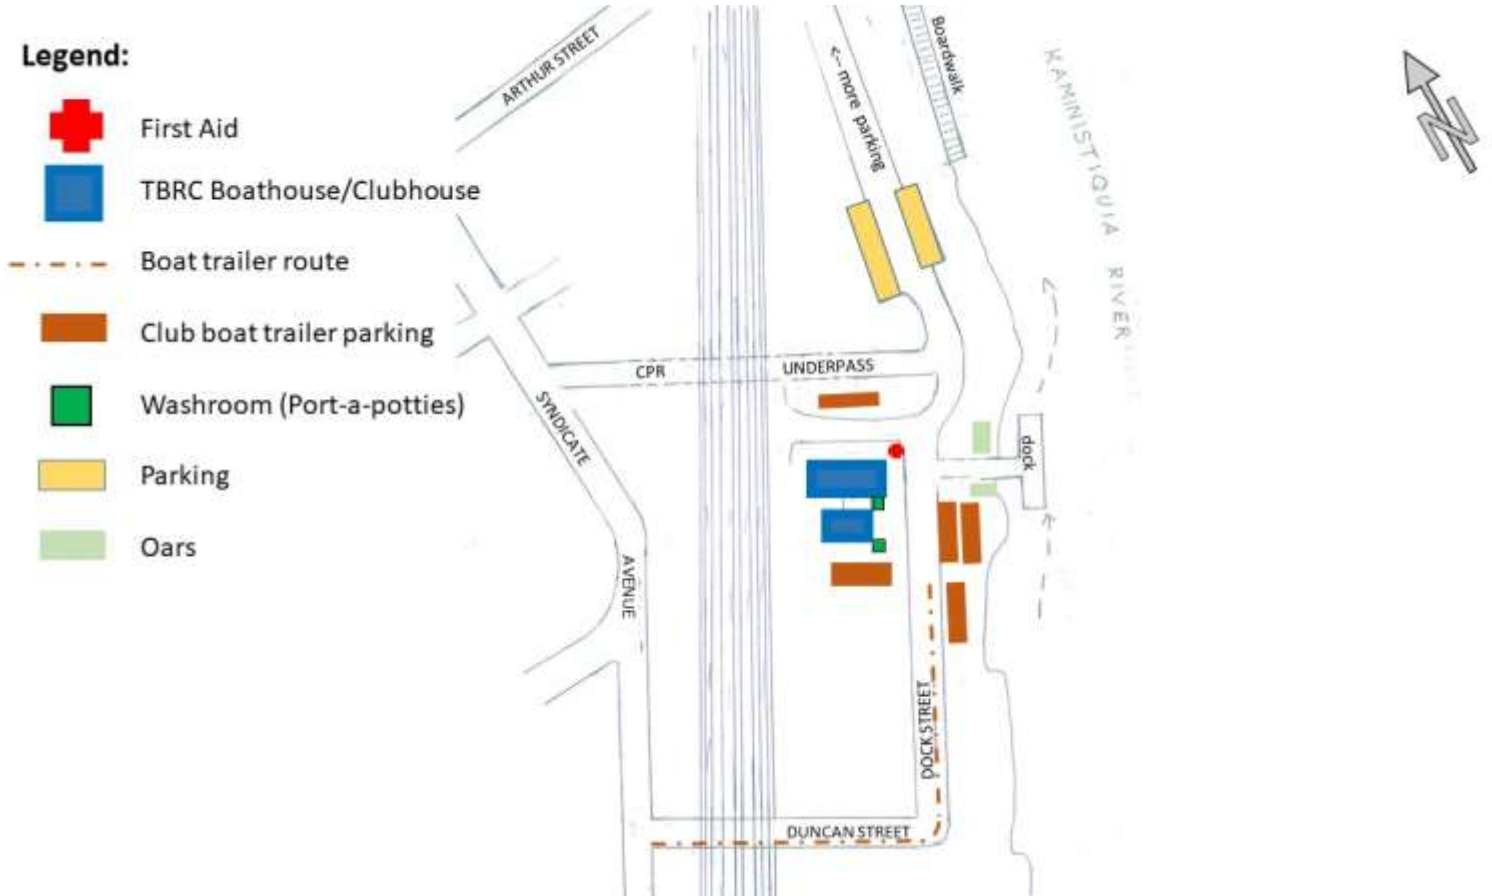 Legend:
First Aid
TBRC Boathouse/Clubhouse
Boat trailer route
Club boat trailer parking
Washroom (Port-a-potties)
Parking
Oars
ARTHUR STREET
<-- more parking
Boardwalk
KAMINISTIQUIA RIVER
N
CPR
UNDERPASS
SYNDICATE
AVENUE
dock
DOCK STREET
DUNCAN STREET